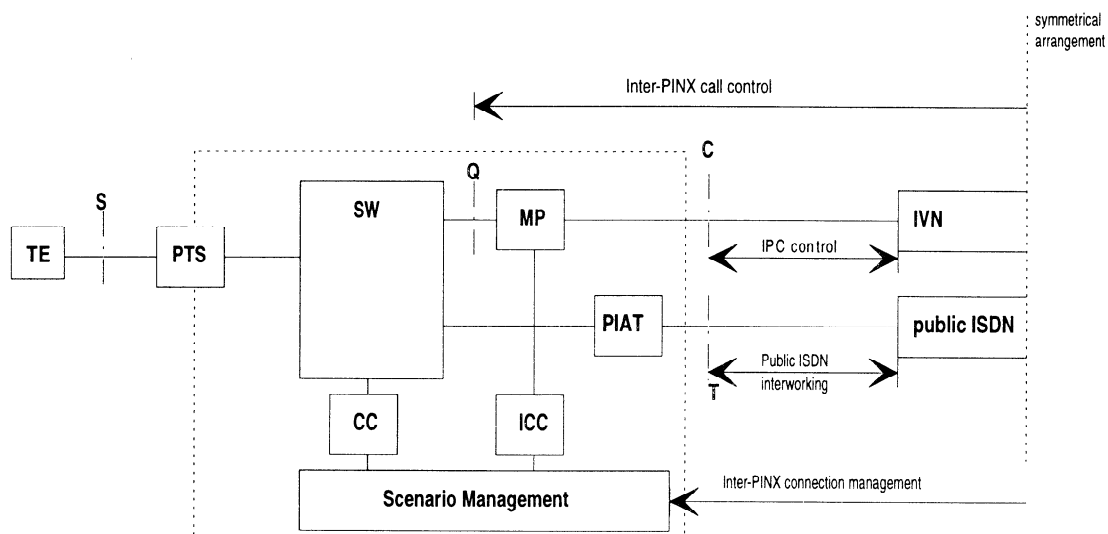 symmetrical
arrangement
Inter-PINX call control
C
Q
S
SW
MP
IVN
TE
PTS
IPC control
PIAT
public ISDN
Public ISDN
interworking
T
CC
ICC
Scenario Management
Inter-PINX connection management